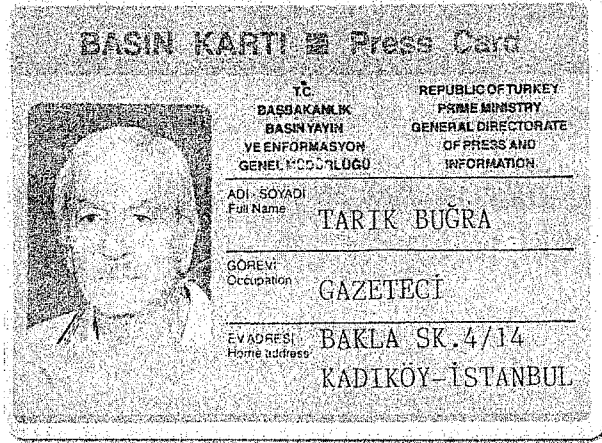 BASIN KARTI Press Card
T.C.
BAŞBAKANLIK
BASIN YAYIN
VE ENFORMASYON
GENEL MÜDÜRLÜĞÜ
REPUBLIC OF TURKEY
PRIME MINISTRY
GENERAL DIRECTORATE
OF PRESS AND
INFORMATION
ADI - SOYADI
Full Name
TARIK BUĞRA
GÖREVİ
Occupation
GAZETECİ
EV ADRESİ
Home address
BAKLA SK.4/14
KADIKÖY-İSTANBUL